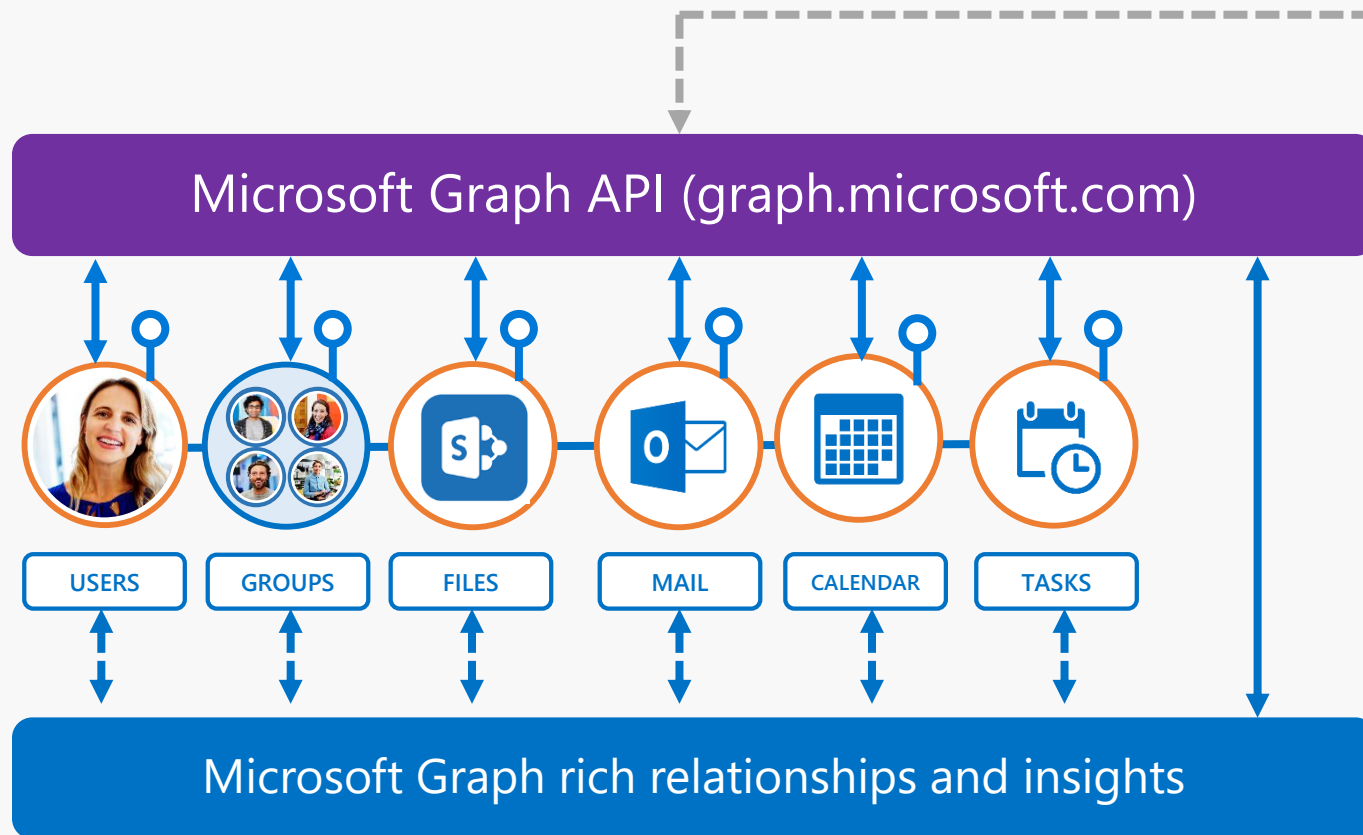 Microsoft Graph API (graph.microsoft.com)
S
O
USERS
GROUPS
FILES
MAIL
CALENDAR
TASKS
Microsoft Graph rich relationships and insights